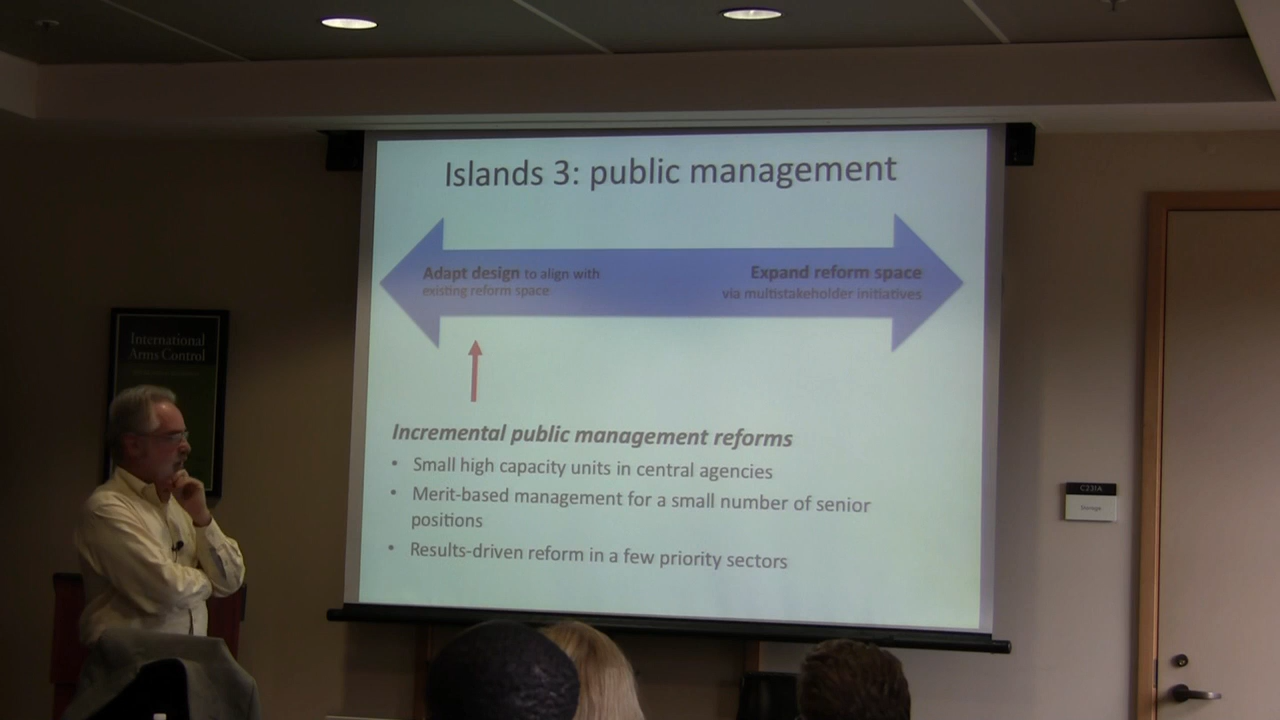 Islands 3: public management
Adapt design to align with
existing reform space
Expand reform space
via multistakeholder initiatives
International
Arms Control
Incremental public management reforms
• Small high capacity units in central agencies
• Merit-based management for a small number of senior
positions
• Results-driven reform in a few priority sectors
C231A
Storage